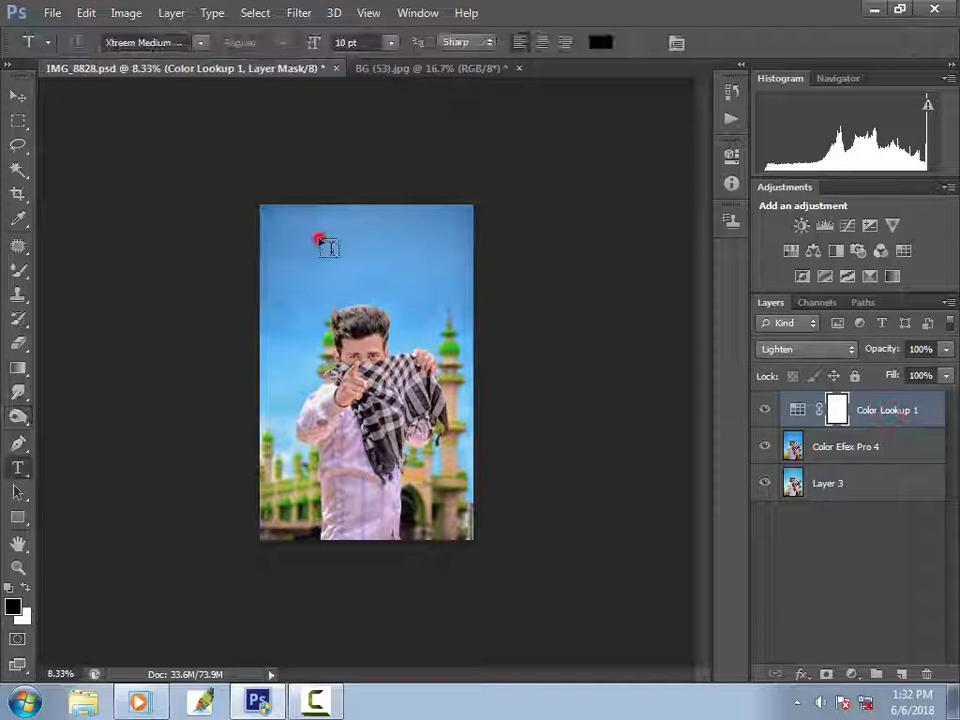 Ps File Edit Image Layer Type Select Filter 3D View Window Help
T Xtreem Medium... Regular 10 pt Sharp
IMG_8828.psd @ 8.33% (Color Lookup 1, Layer Mask/8) * × BG (53).jpg @ 16.7% (RGB/8*) * ×
Histogram Navigator
Adjustments
Add an adjustment
Layers Channels Paths
Kind
Lighten Opacity: 100%
Lock: Fill: 100%
Color Lookup 1
Color Efex Pro 4
Layer 3
8.33% Doc: 33.6M/73.9M
Ps C 1:32 PM
6/6/2018